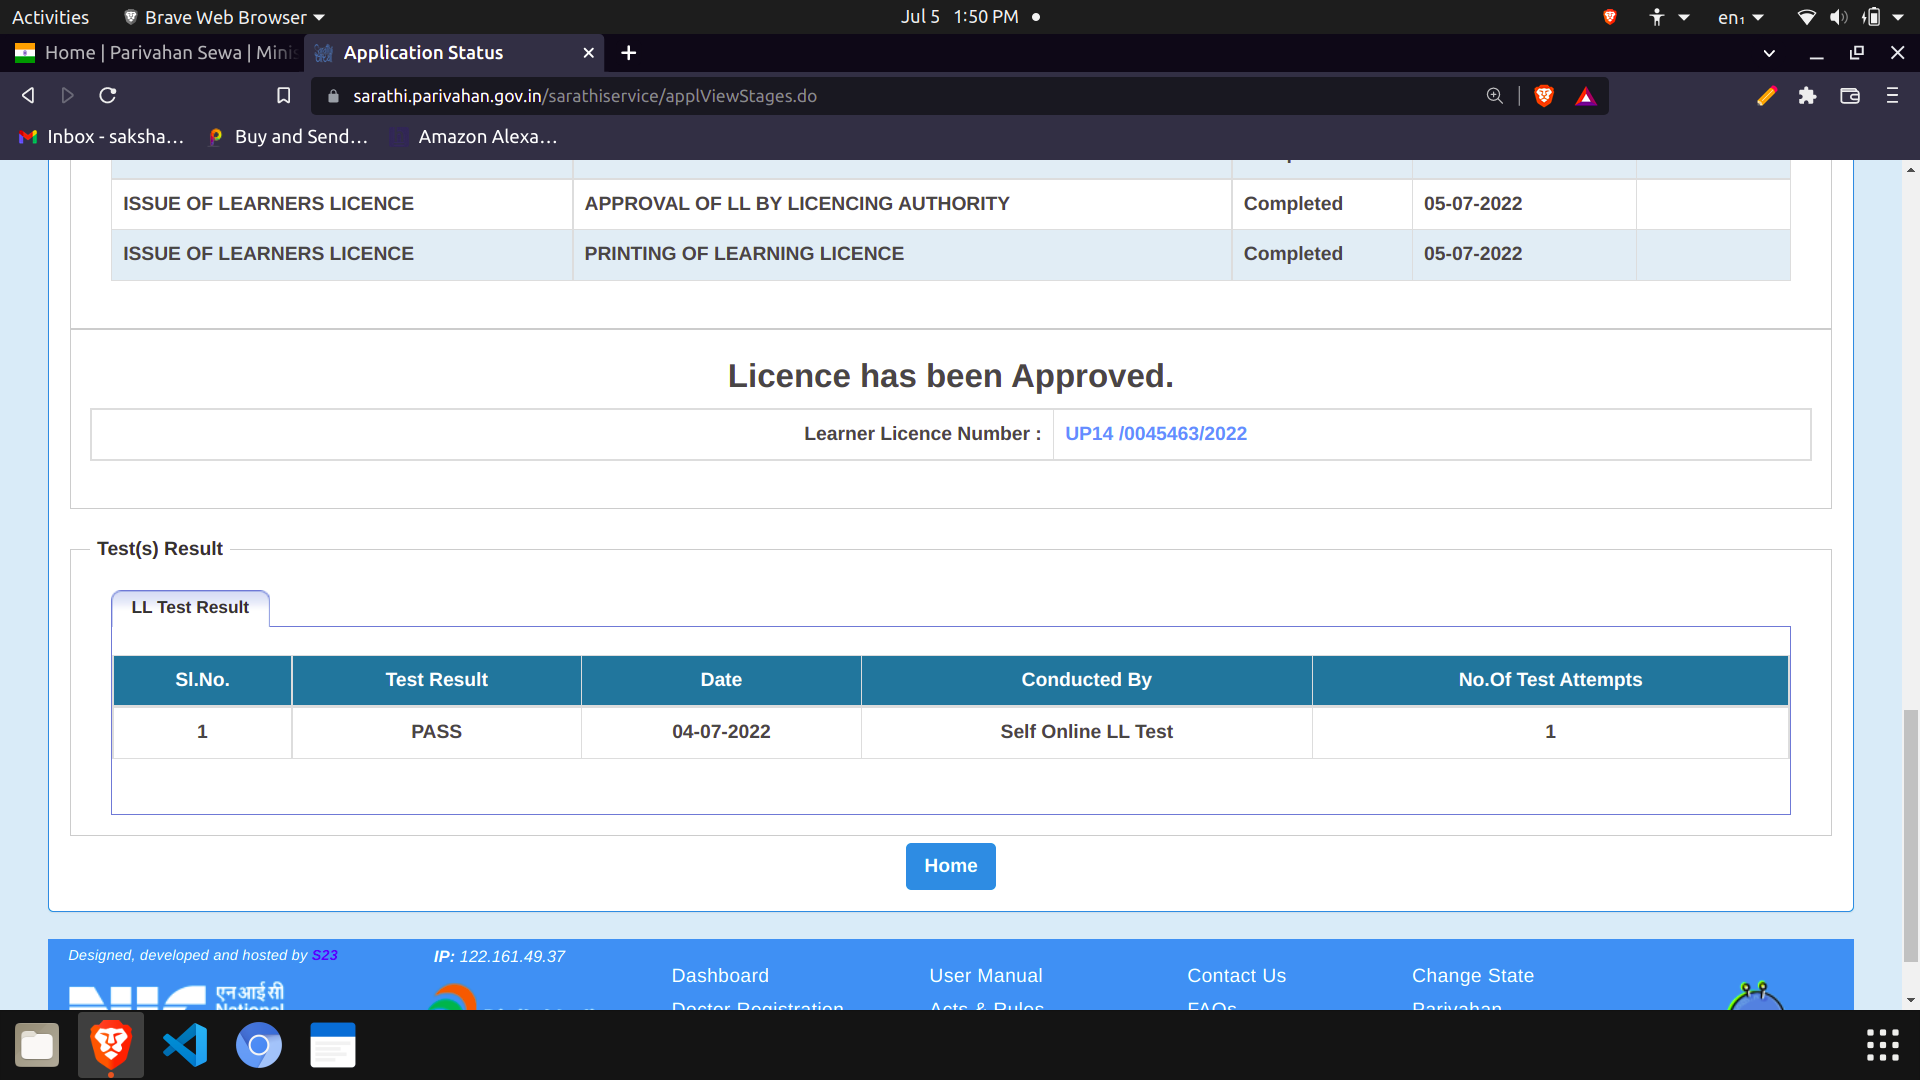 Activities
Brave Web Browser
Jul 5 1:50 PM
en₁
Home | Parivahan Sewa | Minis
Application Status
sarathi.parivahan.gov.in/sarathiservice/applViewStages.do
Inbox - saksha...
Buy and Send...
Amazon Alexa...
ISSUE OF LEARNERS LICENCE APPROVAL OF LL BY LICENCING AUTHORITY Completed 05-07-2022
ISSUE OF LEARNERS LICENCE PRINTING OF LEARNING LICENCE Completed 05-07-2022
Licence has been Approved.
Learner Licence Number : UP14 /0045463/2022
Test(s) Result
LL Test Result
Sl.No. Test Result Date Conducted By No.Of Test Attempts
1 PASS 04-07-2022 Self Online LL Test 1
Home
Designed, developed and hosted by S23
IP: 122.161.49.37
Dashboard User Manual Contact Us Change State
एनआईसी
National
Doctor Registration Acts & Rules FAQs Parivahan